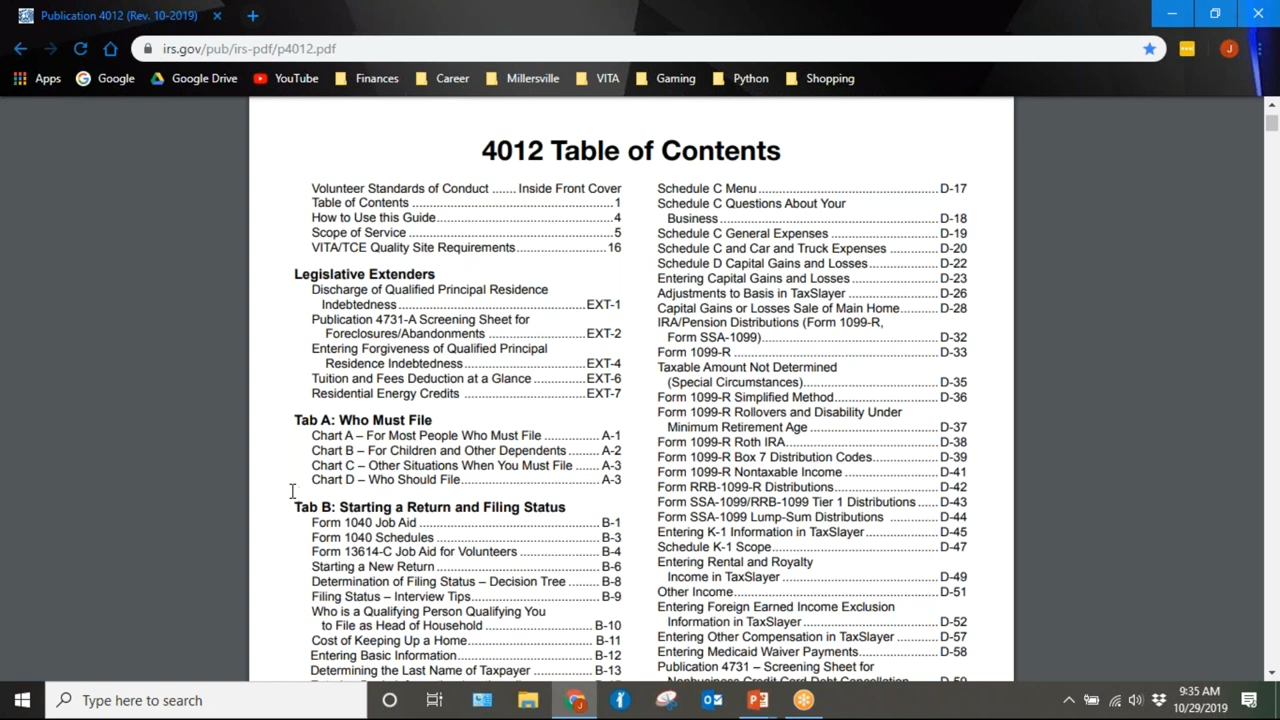 Publication 4012 (Rev. 10-2019)
irs.gov/pub/irs-pdf/p4012.pdf
J
Apps Google Google Drive YouTube Finances Career Millersville VITA Gaming Python Shopping
4012 Table of Contents
Volunteer Standards of Conduct ....... Inside Front Cover
Table of Contents ........ 1
How to Use this Guide ........ 4
Scope of Service ........ 5
VITA/TCE Quality Site Requirements ........ 16
Legislative Extenders
Discharge of Qualified Principal Residence
Indebtedness ........ EXT-1
Publication 4731-A Screening Sheet for
Foreclosures/Abandonments ........ EXT-2
Entering Forgiveness of Qualified Principal
Residence Indebtedness ........ EXT-4
Tuition and Fees Deduction at a Glance ........ EXT-6
Residential Energy Credits ........ EXT-7
Tab A: Who Must File
Chart A – For Most People Who Must File ........ A-1
Chart B – For Children and Other Dependents ........ A-2
Chart C – Other Situations When You Must File ....... A-3
Chart D – Who Should File ........ A-3
Tab B: Starting a Return and Filing Status
Form 1040 Job Aid ........ B-1
Form 1040 Schedules ........ B-3
Form 13614-C Job Aid for Volunteers ........ B-4
Starting a New Return ........ B-6
Determination of Filing Status – Decision Tree ........ B-8
Filing Status – Interview Tips ........ B-9
Who is a Qualifying Person Qualifying You
to File as Head of Household ........ B-10
Cost of Keeping Up a Home ........ B-11
Entering Basic Information ........ B-12
Determining the Last Name of Taxpayer ........ B-13
Schedule C Menu ........ D-17
Schedule C Questions About Your
Business ........ D-18
Schedule C General Expenses ........ D-19
Schedule C and Car and Truck Expenses ........ D-20
Schedule D Capital Gains and Losses ........ D-22
Entering Capital Gains and Losses ........ D-23
Adjustments to Basis in TaxSlayer ........ D-26
Capital Gains or Losses Sale of Main Home ........ D-28
IRA/Pension Distributions (Form 1099-R,
Form SSA-1099) ........ D-32
Form 1099-R ........ D-33
Taxable Amount Not Determined
(Special Circumstances) ........ D-35
Form 1099-R Simplified Method ........ D-36
Form 1099-R Rollovers and Disability Under
Minimum Retirement Age ........ D-37
Form 1099-R Roth IRA ........ D-38
Form 1099-R Box 7 Distribution Codes ........ D-39
Form 1099-R Nontaxable Income ........ D-41
Form RRB-1099-R Distributions ........ D-42
Form SSA-1099/RRB-1099 Tier 1 Distributions ..... D-43
Form SSA-1099 Lump-Sum Distributions ........ D-44
Entering K-1 Information in TaxSlayer ........ D-45
Schedule K-1 Scope ........ D-47
Entering Rental and Royalty
Income in TaxSlayer ........ D-49
Other Income ........ D-51
Entering Foreign Earned Income Exclusion
Information in TaxSlayer ........ D-52
Entering Other Compensation in TaxSlayer ........ D-57
Entering Medicaid Waiver Payments ........ D-58
Publication 4731 – Screening Sheet for
Nonbusiness Credit Card Debt Cancellation
Type here to search
9:35 AM
10/29/2019